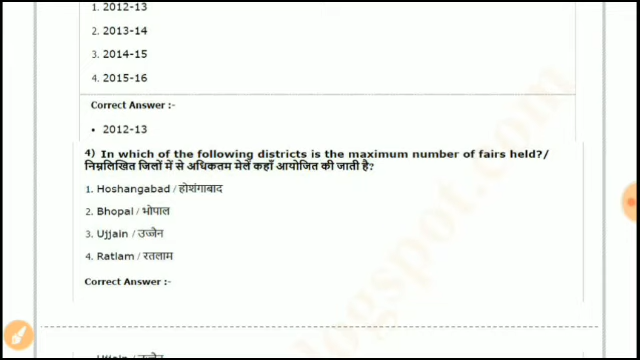 1. 2012-13
2. 2013-14
3. 2014-15
4. 2015-16
Correct Answer :-
• 2012-13
4) In which of the following districts is the maximum number of fairs held?/
निम्नलिखित जिलों में से अधिकतम मेले कहाँ आयोजित की जाती है?
1. Hoshangabad / होशंगाबाद
2. Bhopal / भोपाल
3. Ujjain / उज्जैन
4. Ratlam / रतलाम
Correct Answer :-
Ujjain / उज्जैन